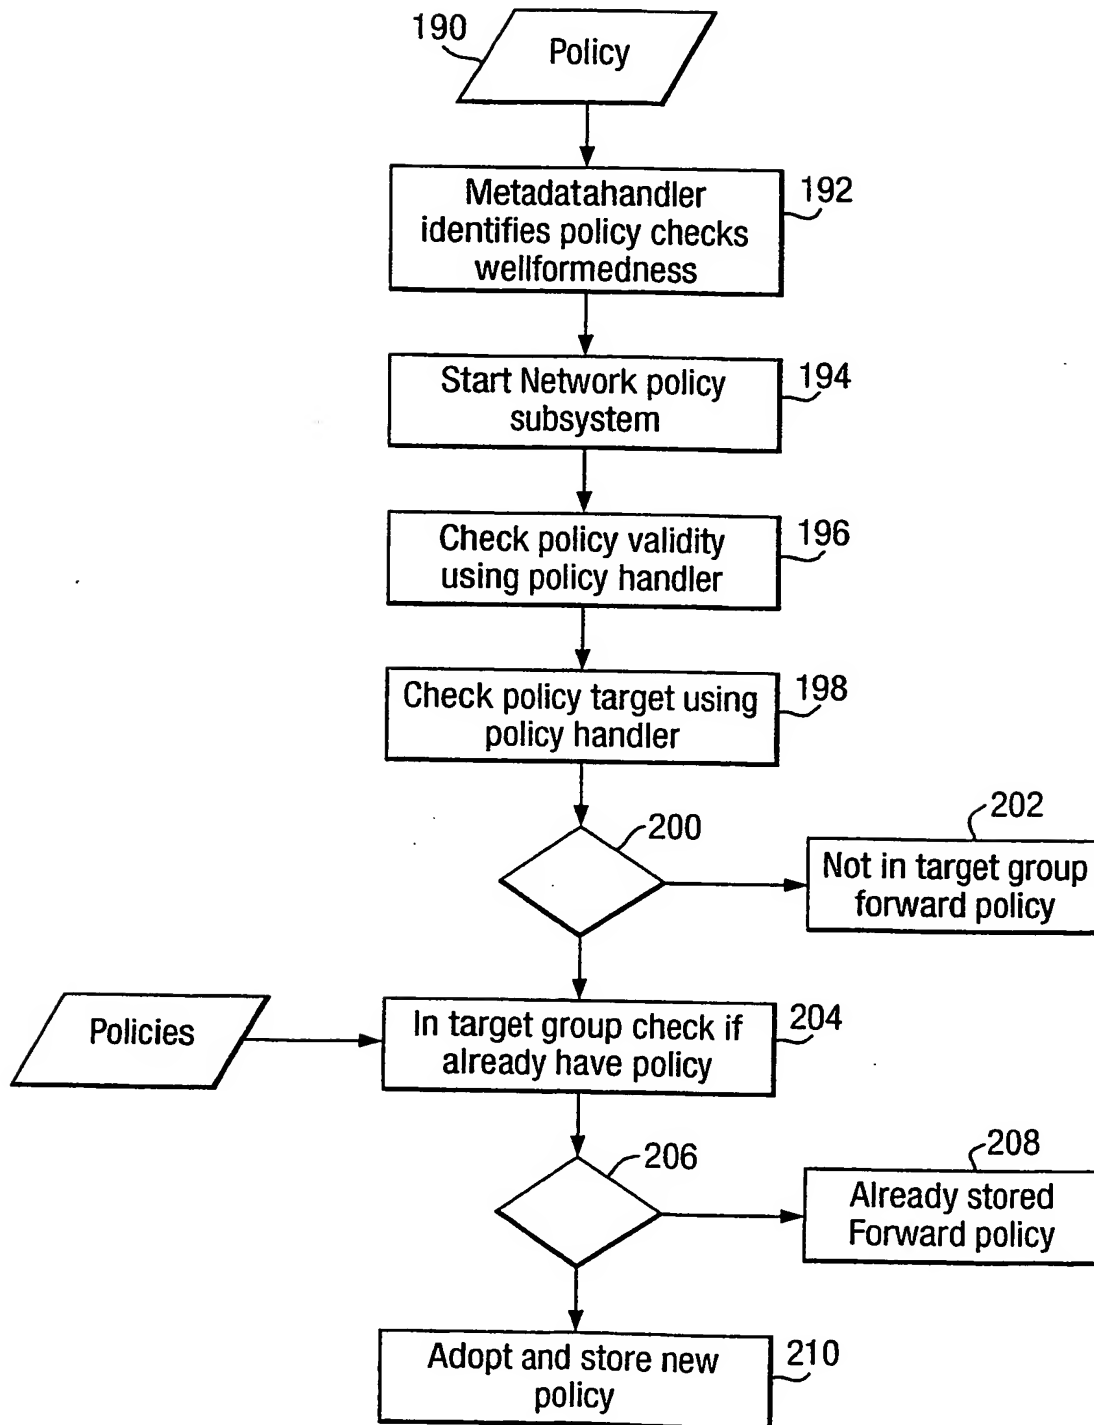 190
Policy
Metadatahandler
identifies policy checks
wellformedness
192
Start Network policy
subsystem
194
Check policy validity
using policy handler
196
Check policy target using
policy handler
198
200
202
Not in target group
forward policy
Policies
In target group check if
already have policy
204
206
208
Already stored
Forward policy
Adopt and store new
policy
210